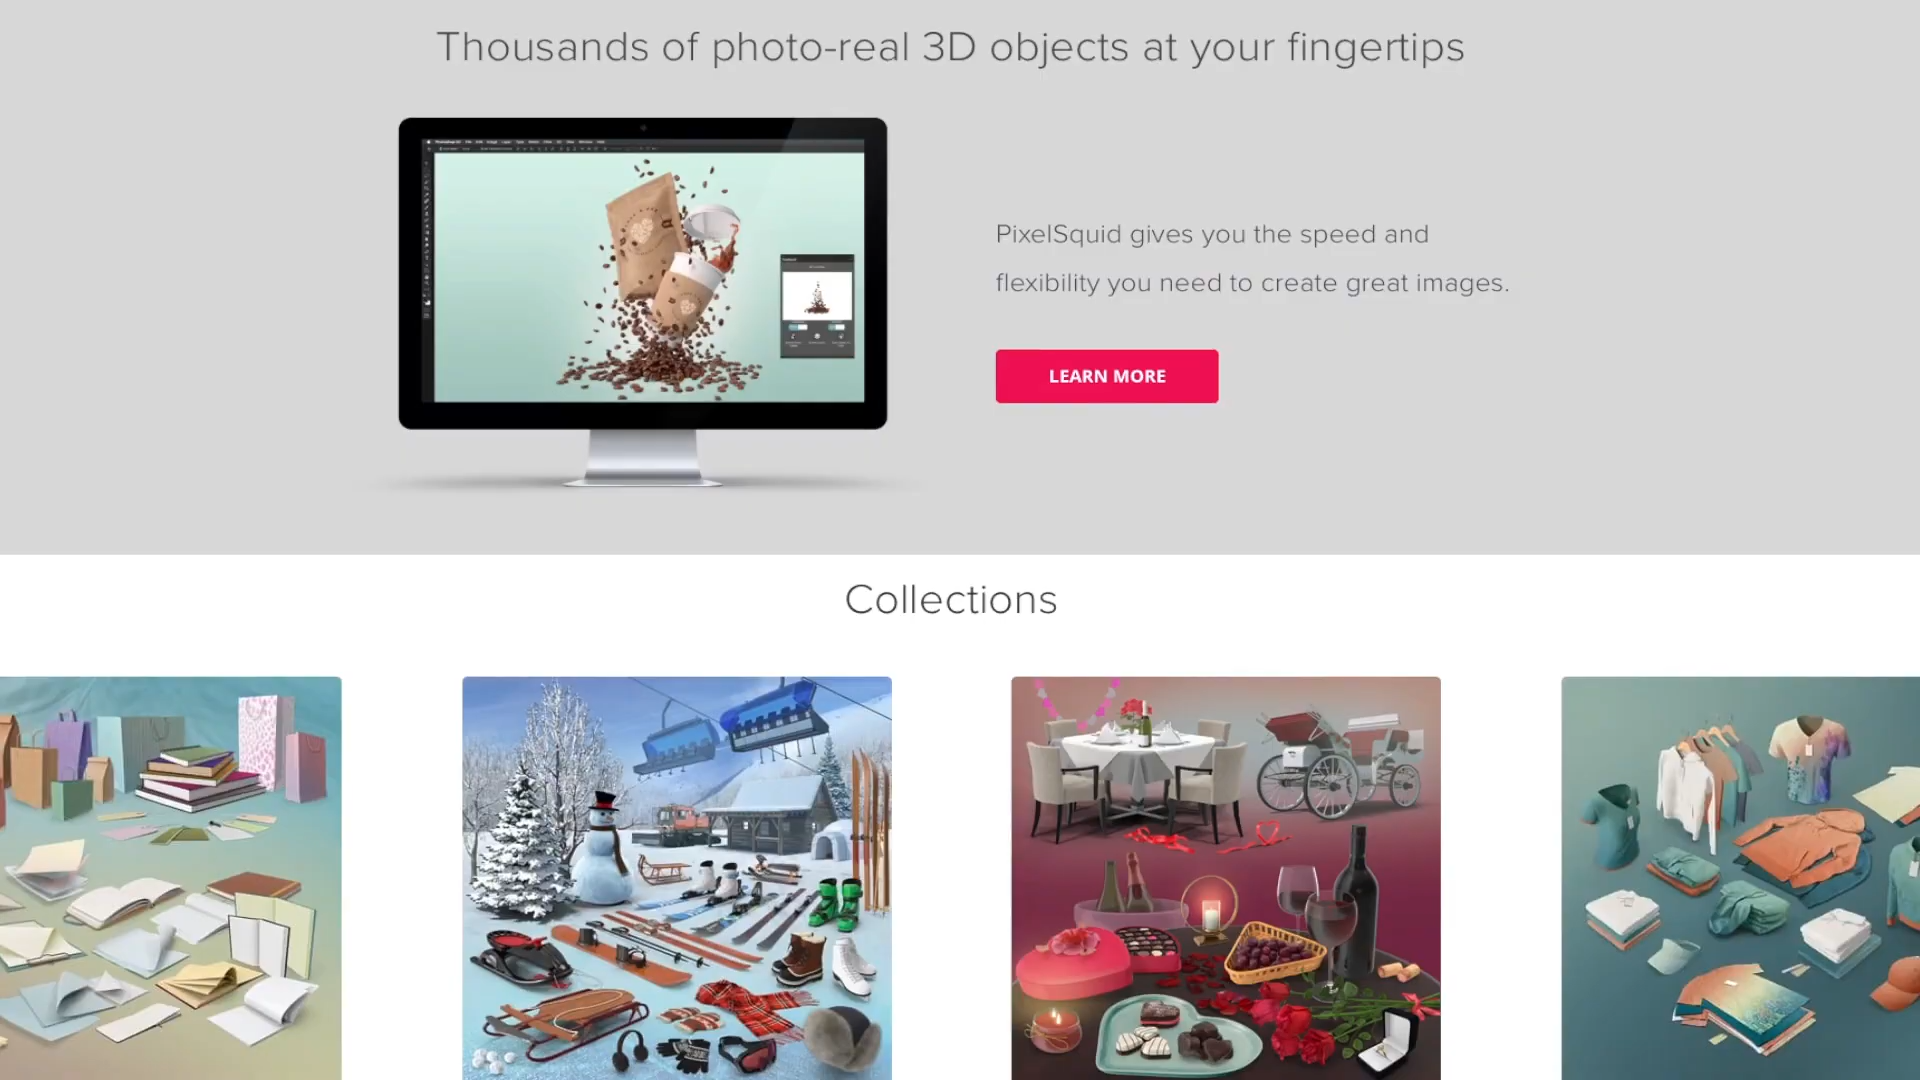 Thousands of photo-real 3D objects at your fingertips
PixelSquid gives you the speed and
flexibility you need to create great images.
LEARN MORE
Collections